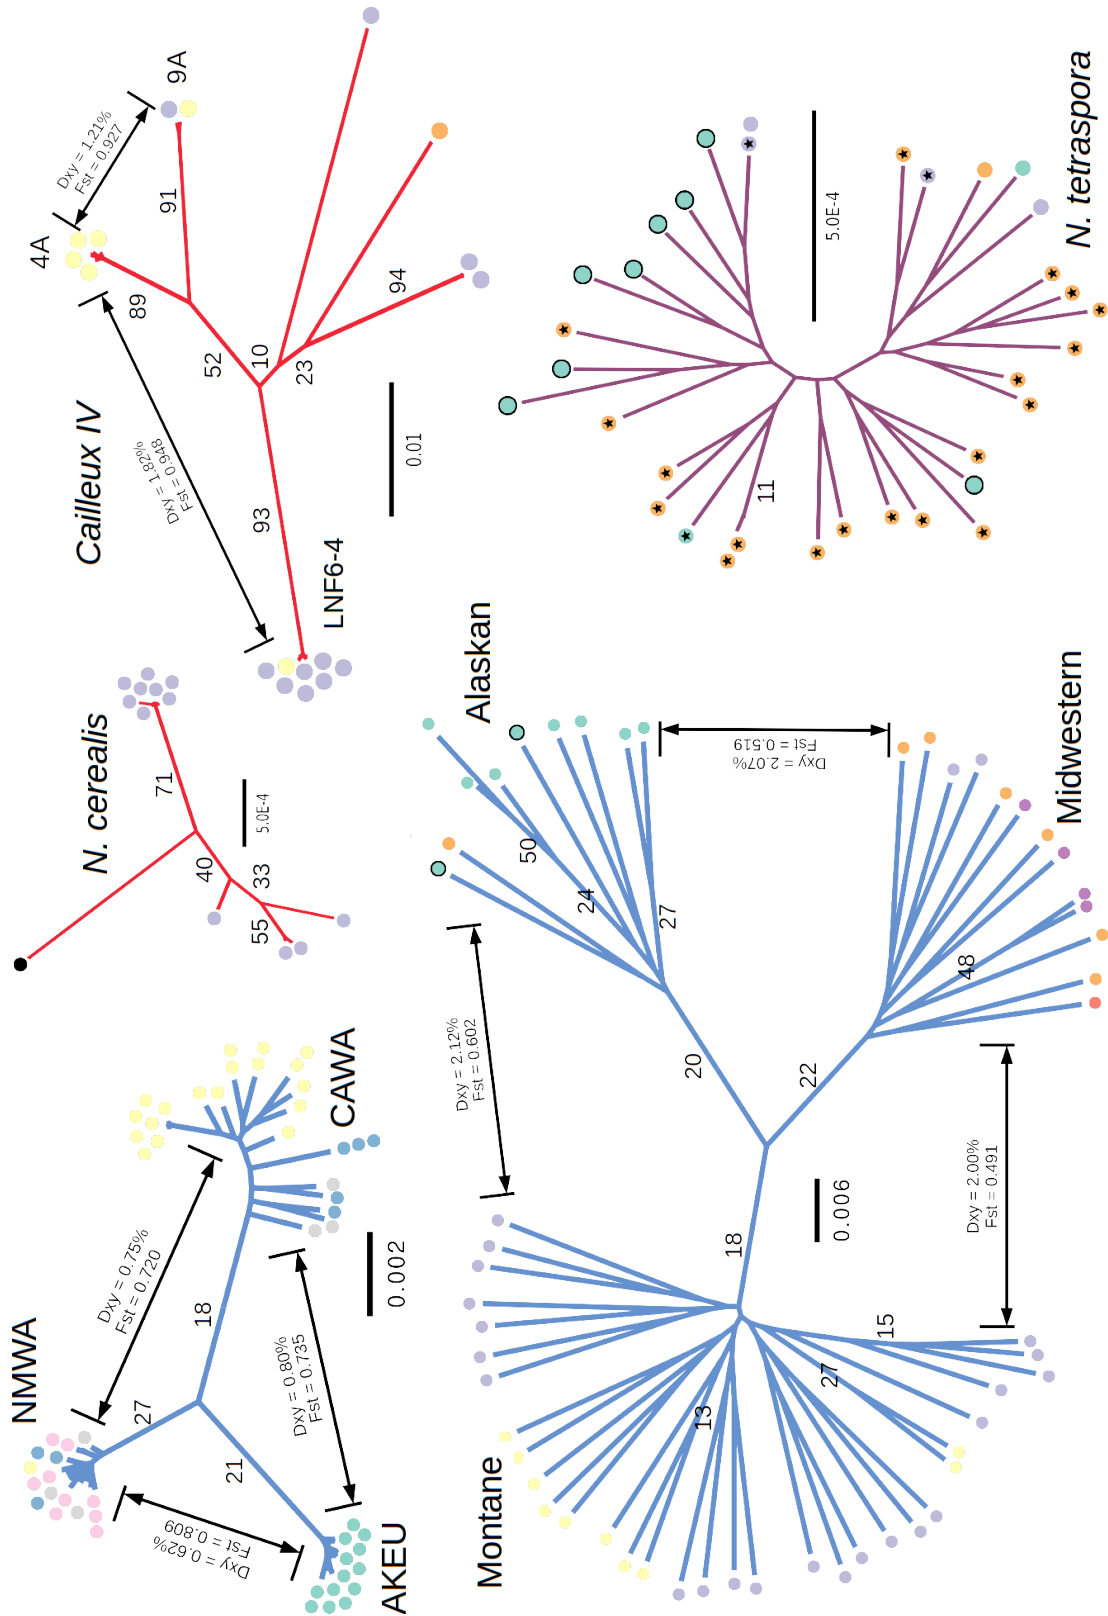 4A
9A
Dxy = 1.21%
Fst = 0.927
91
89
52
10
23
94
93
Dxy = 1.82%
Fst = 0.948
Cailleux IV
LNF6-4
0.01
N. tetraspora
5.0E-4
11
N. cerealis
71
40
33
55
5.0E-4
NMWA
CAWA
AKEU
Dxy = 0.75%
Fst = 0.720
27
18
21
Dxy = 0.80%
Fst = 0.735
Dxy = 0.62%
Fst = 0.809
0.002
Alaskan
Midwestern
Montane
50
24
27
Dxy = 2.07%
Fst = 0.519
Dxy = 2.12%
Fst = 0.602
20
22
48
18
0.006
Dxy = 2.00%
Fst = 0.491
15
27
13